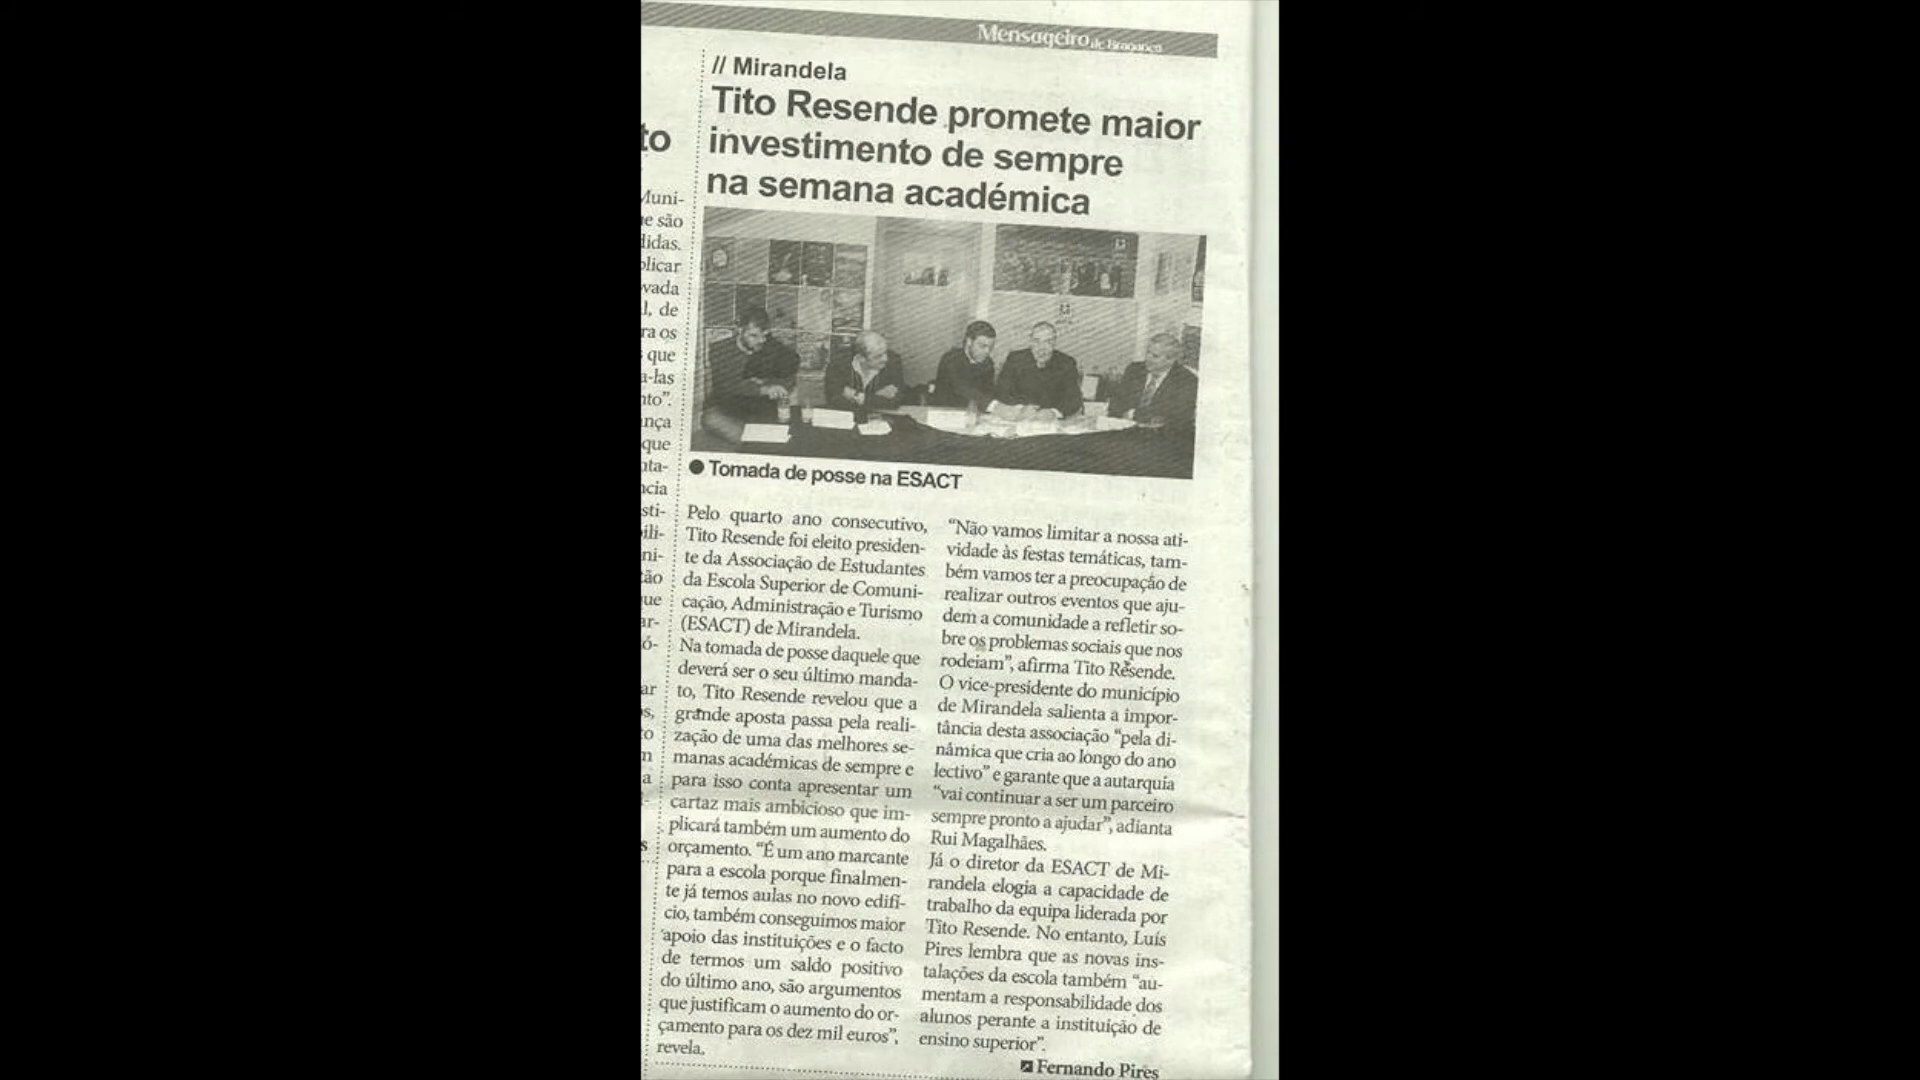 Mensageiro de Bragança
// Mirandela
Tito Resende promete maior
investimento de sempre
na semana académica
● Tomada de posse na ESACT
Pelo quarto ano consecutivo,
Tito Resende foi eleito presiden-
te da Associação de Estudantes
da Escola Superior de Comuni-
cação, Administração e Turismo
(ESACT) de Mirandela.
Na tomada de posse daquele que
deverá ser o seu último manda-
to, Tito Resende revelou que a
grande aposta passa pela reali-
zação de uma das melhores se-
manas académicas de sempre e
para isso conta apresentar um
cartaz mais ambicioso que im-
plicará também um aumento do
orçamento. “É um ano marcante
para a escola porque finalmen-
te já temos aulas no novo edifí-
cio, também conseguimos maior
apoio das instituições e o facto
de termos um saldo positivo
do último ano, são argumentos
que justificam o aumento do or-
çamento para os dez mil euros”,
revela.
“Não vamos limitar a nossa ati-
vidade às festas temáticas, tam-
bém vamos ter a preocupação de
realizar outros eventos que aju-
dem a comunidade a refletir so-
bre os problemas sociais que nos
rodeiam”, afirma Tito Resende.
O vice-presidente do município
de Mirandela salienta a impor-
tância desta associação “pela di-
nâmica que cria ao longo do ano
lectivo” e garante que a autarquia
“vai continuar a ser um parceiro
sempre pronto a ajudar”, adianta
Rui Magalhães.
Já o diretor da ESACT de Mi-
randela elogia a capacidade de
trabalho da equipa liderada por
Tito Resende. No entanto, Luís
Pires lembra que as novas ins-
talações da escola também “au-
mentam a responsabilidade dos
alunos perante a instituição de
ensino superior”.
Fernando Pires